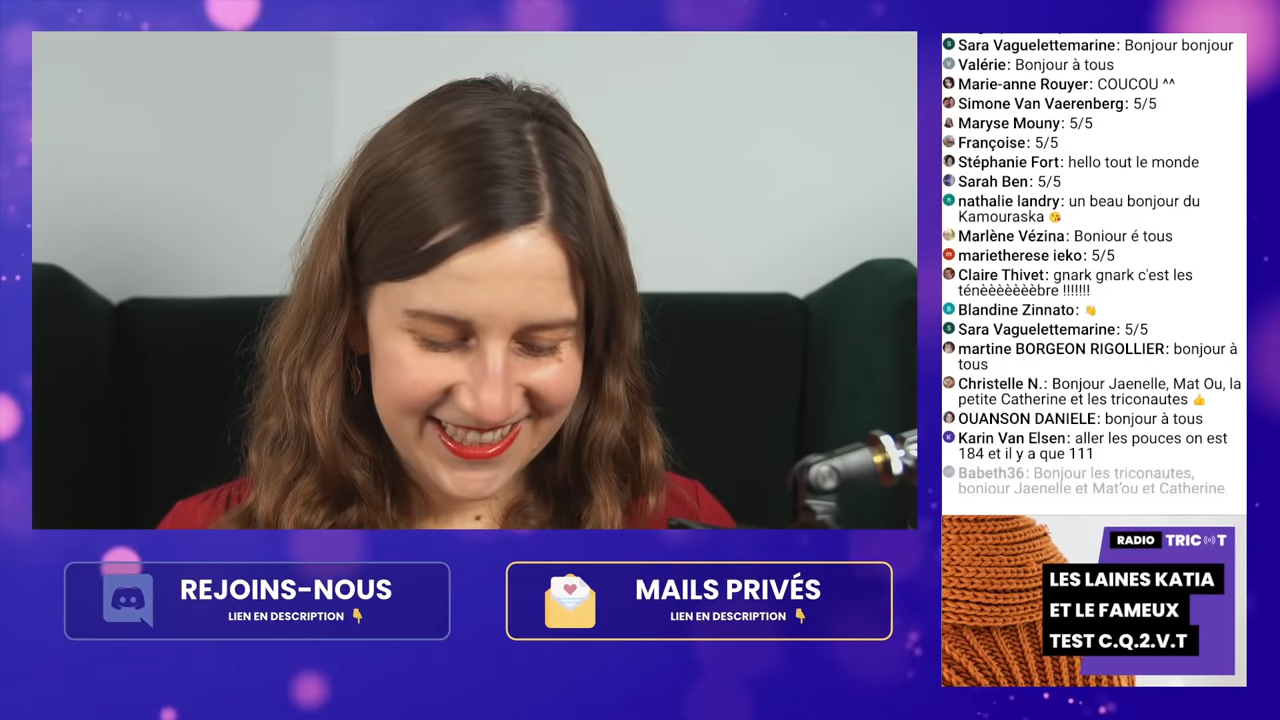 Sara Vaguelettemarine: Bonjour bonjour
Valérie: Bonjour à tous
Marie-anne Rouyer: COUCOU ^^
Simone Van Vaerenberg: 5/5
Maryse Mouny: 5/5
Françoise: 5/5
Stéphanie Fort: hello tout le monde
Sarah Ben: 5/5
nathalie landry: un beau bonjour du
Kamouraska 😘
Marlène Vézina: Bonjour é tous
marietherese ieko: 5/5
Claire Thivet: gnark gnark c'est les
ténèèèèèèèbre !!!!!!!
Blandine Zinnato: 👏
Sara Vaguelettemarine: 5/5
martine BORGEON RIGOLLIER: bonjour à
tous
Christelle N.: Bonjour Jaenelle, Mat Ou, la
petite Catherine et les triconautes 👍
OUANSON DANIELE: bonjour à tous
Karin Van Elsen: aller les pouces on est
184 et il y a que 111
Babeth36: Bonjour les triconautes,
bonjour Jaenelle et Mat'ou et Catherine
REJOINS-NOUS
LIEN EN DESCRIPTION 👇
MAILS PRIVÉS
LIEN EN DESCRIPTION 👇
RADIO TRICOT
LES LAINES KATIA
ET LE FAMEUX
TEST C.Q.2.V.T